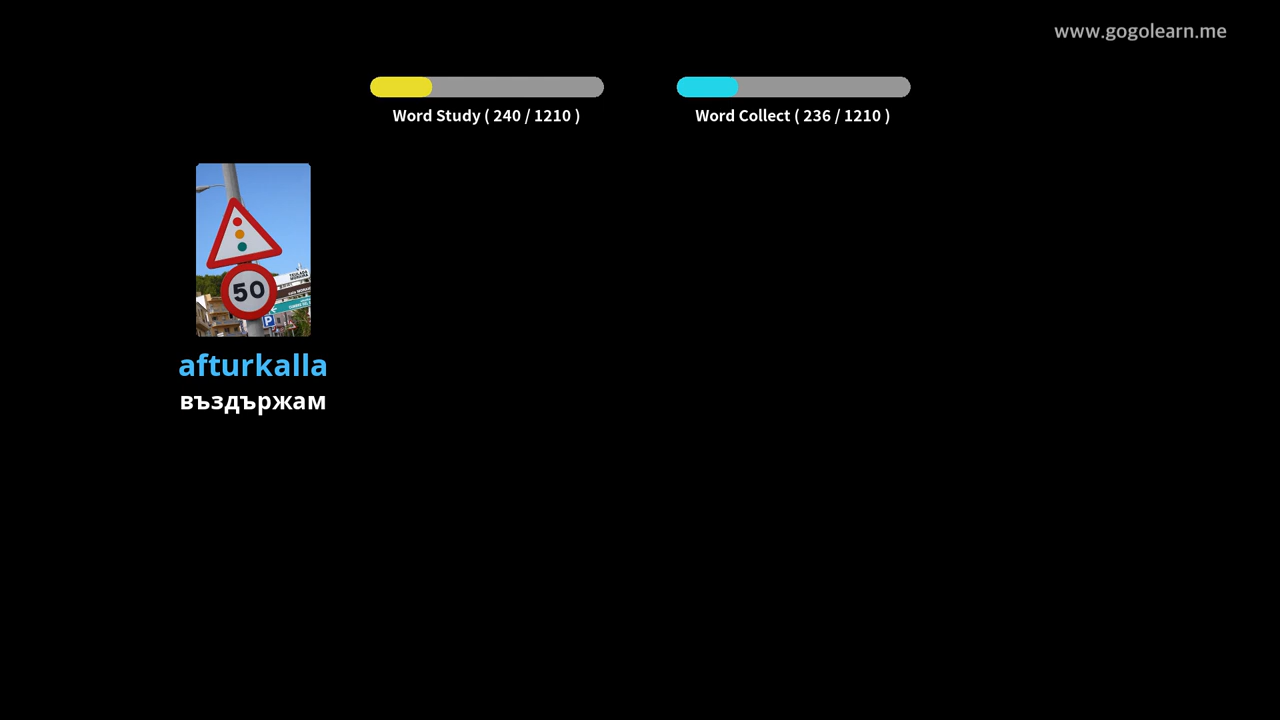 www.gogolearn.me
Word Study ( 240 / 1210 )
Word Collect ( 236 / 1210 )
50
P
afturkalla
въздържам